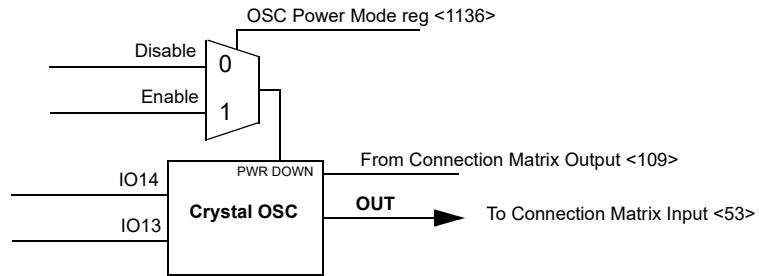 OSC Power Mode reg <1136>
Disable
0
Enable
1
PWR DOWN
From Connection Matrix Output <109>
IO14
Crystal OSC
OUT
To Connection Matrix Input <53>
IO13